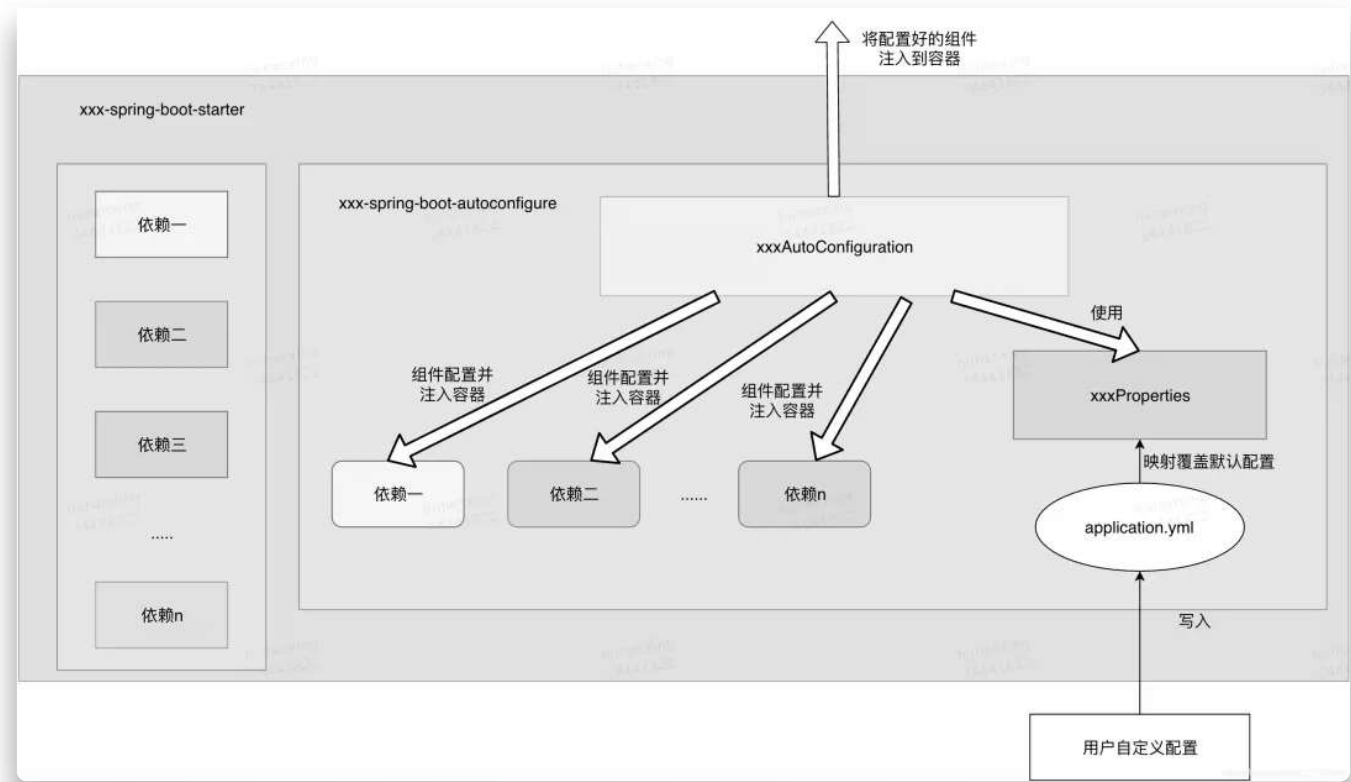 将配置好的组件
注入到容器
xxx-spring-boot-starter
依赖一
依赖二
依赖三
.....
依赖n
xxx-spring-boot-autoconfigure
xxxAutoConfiguration
使用
组件配置并
注入容器
组件配置并
注入容器
组件配置并
注入容器
xxxProperties
映射覆盖默认配置
依赖一
依赖二
......
依赖n
application.yml
写入
用户自定义配置